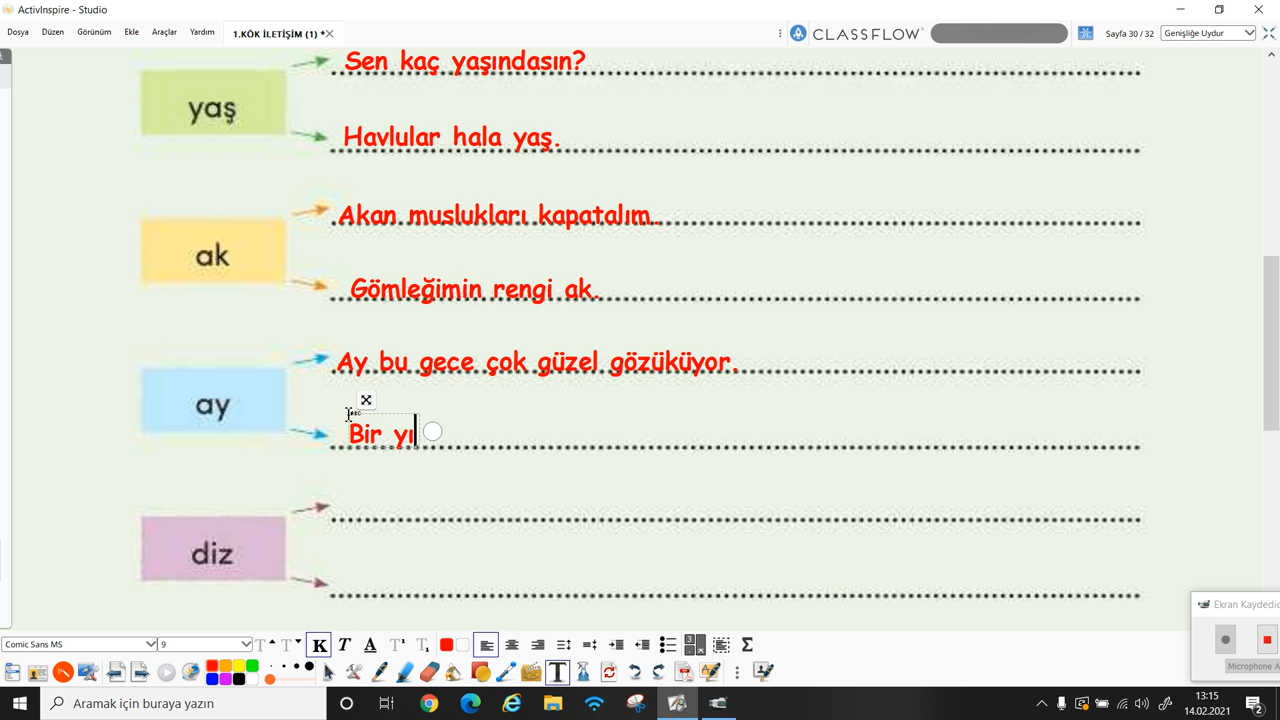 ActivInspire - Studio
Dosya Düzen Görünüm Ekle Araçlar Yardım 1.KÖK İLETİŞİM (1) * CLASSFLOW Sayfa 30 / 32 Genişliğe Uydur
Sen kaç yaşındasın?
yaş
Havlular hala yaş.
Akan muslukları kapatalım.
ak
Gömleğimin rengi ak.
Ay bu gece çok güzel gözüküyor.
ay
Bir yı
diz
Ekran Kaydedic
Microphone A
Comic Sans MS 9 K T A
Aramak için buraya yazın
13:15
14.02.2021
2